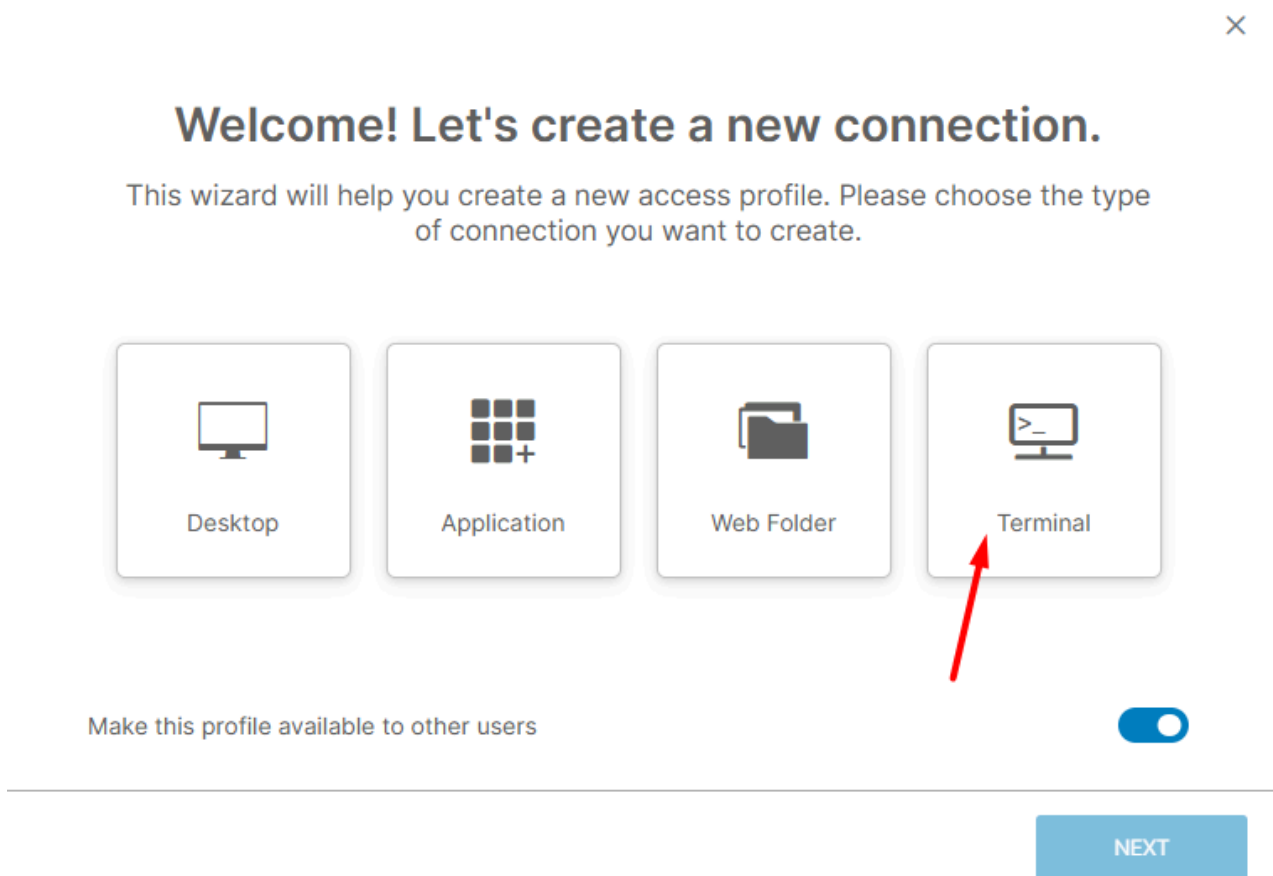 Welcome! Let's create a new connection.
This wizard will help you create a new access profile. Please choose the type
of connection you want to create.
>_
Desktop
Application
Web Folder
Terminal
Make this profile available to other users
NEXT